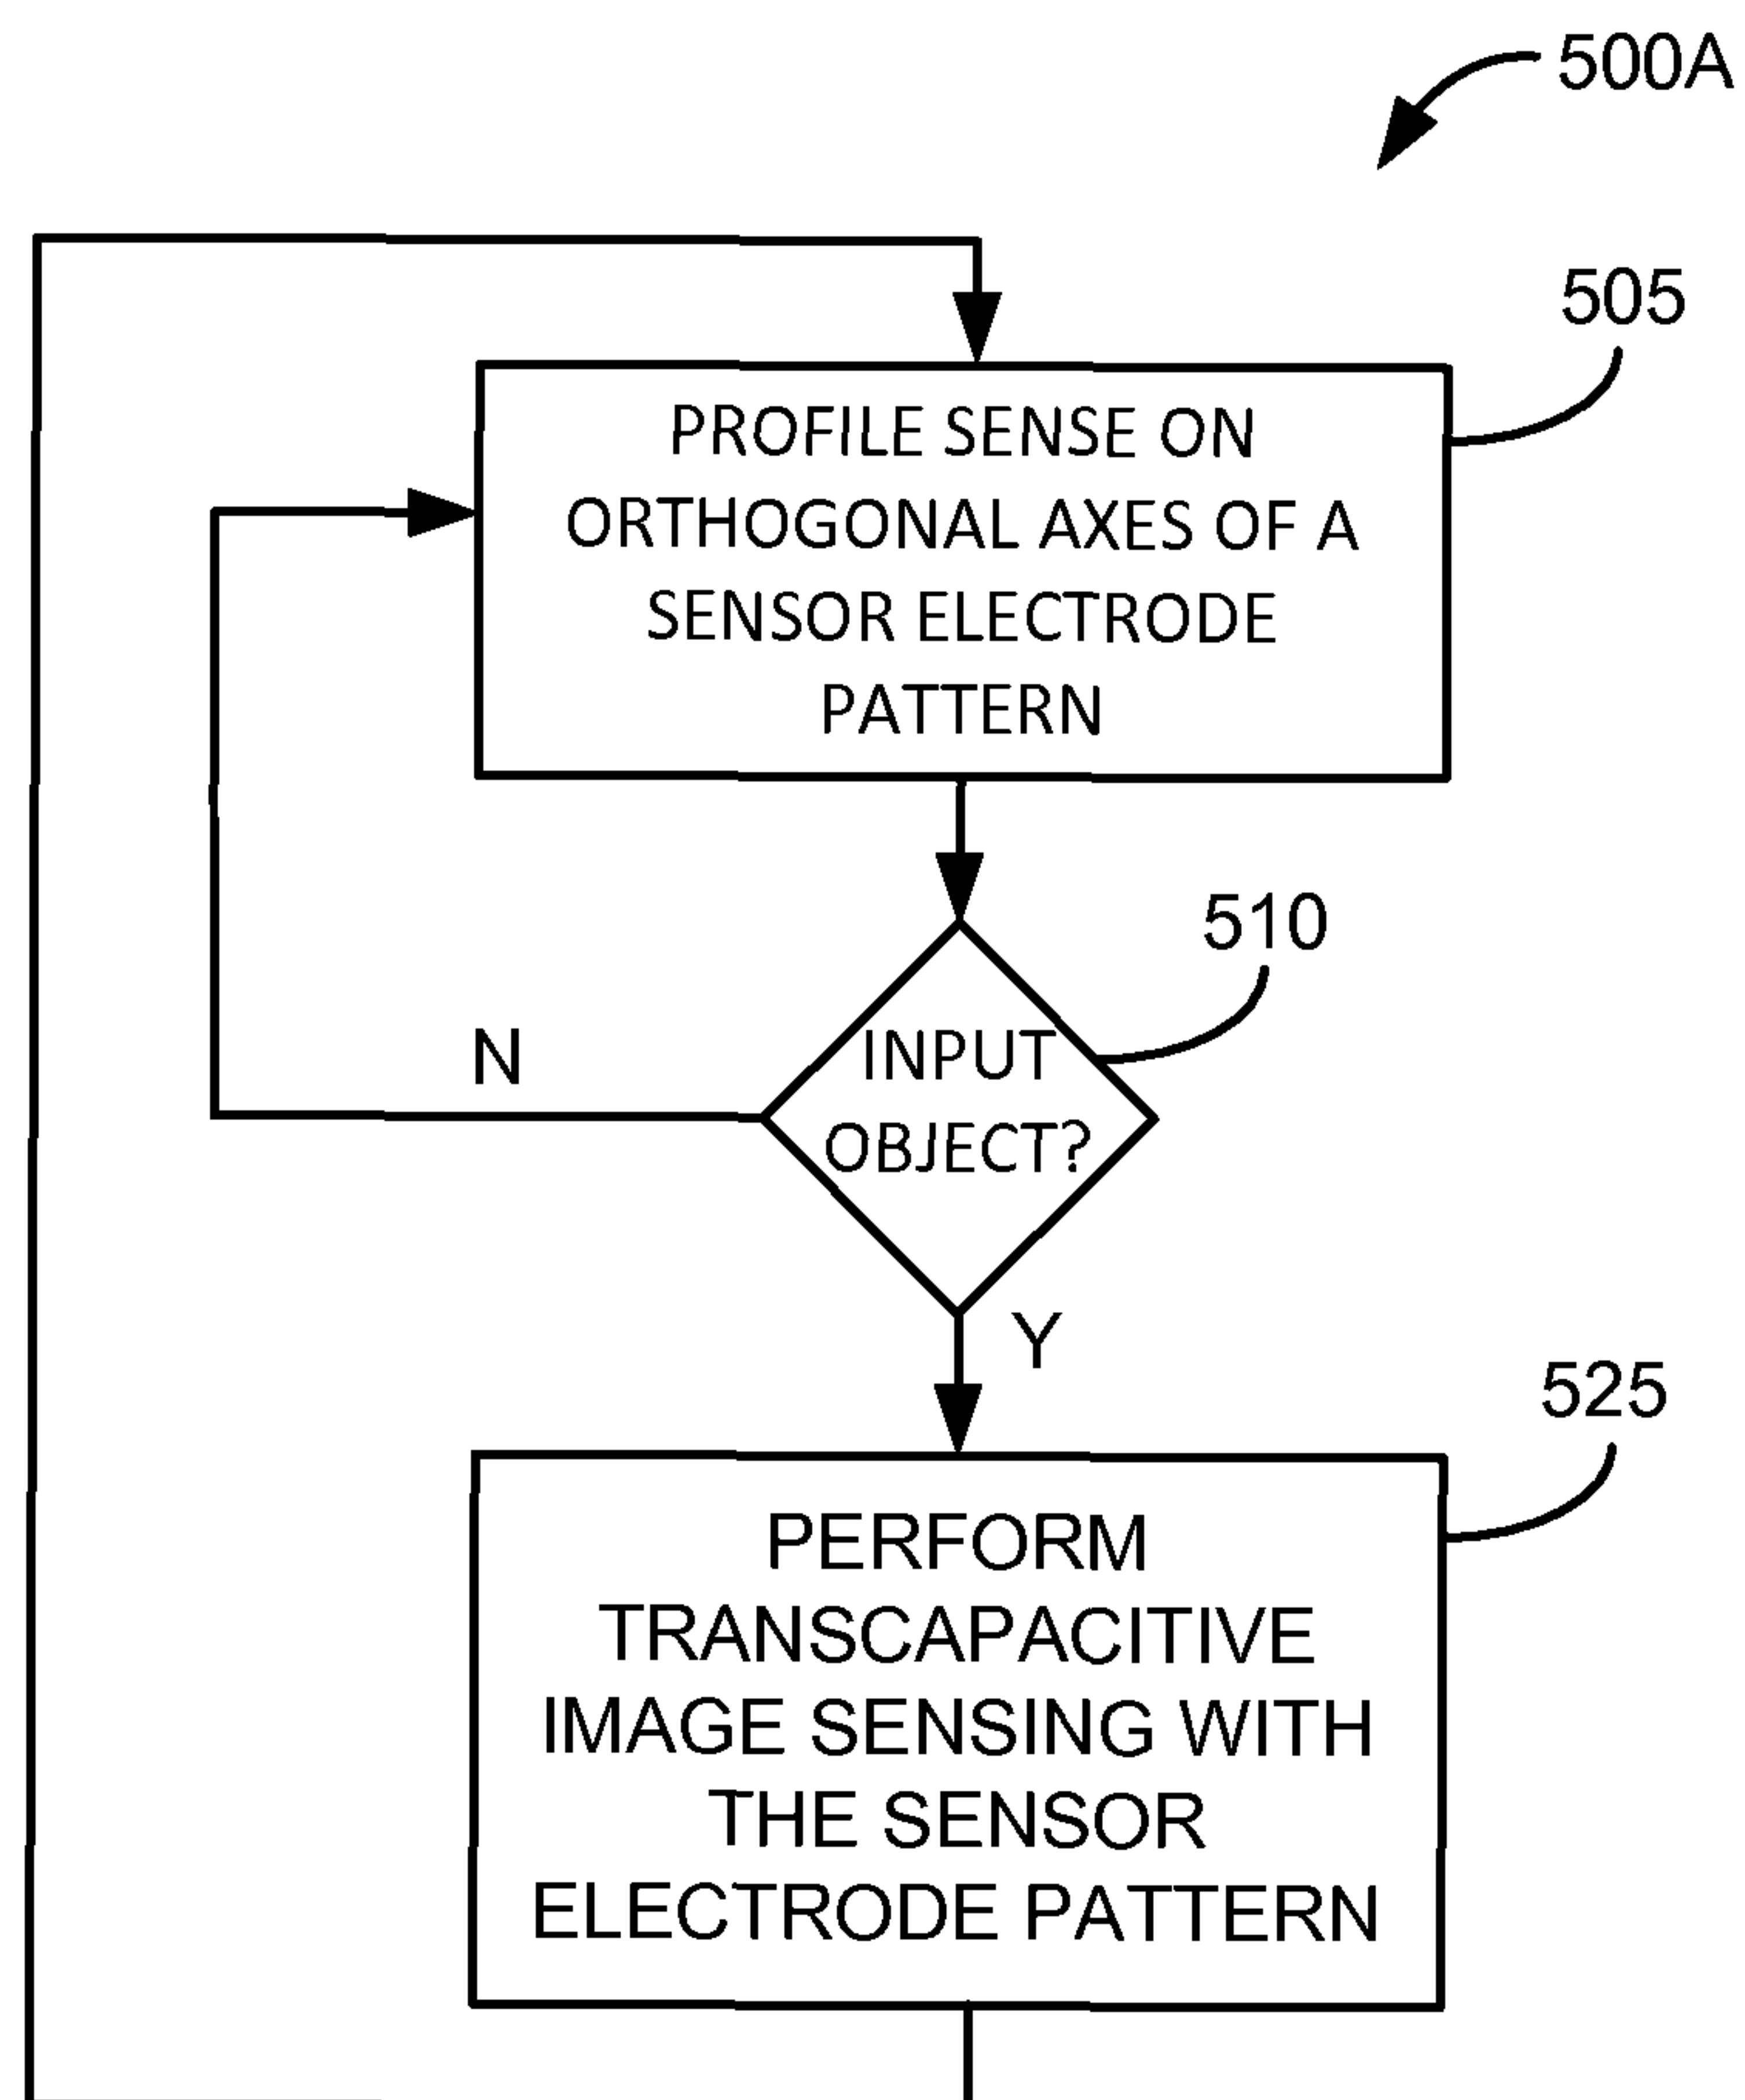 500A
505
PROFILE SENSE ON
ORTHOGONAL AXES OF A
SENSOR ELECTRODE
PATTERN
510
N
INPUT
OBJECT?
Y
525
PERFORM
TRANSCAPACITIVE
IMAGE SENSING WITH
THE SENSOR
ELECTRODE PATTERN